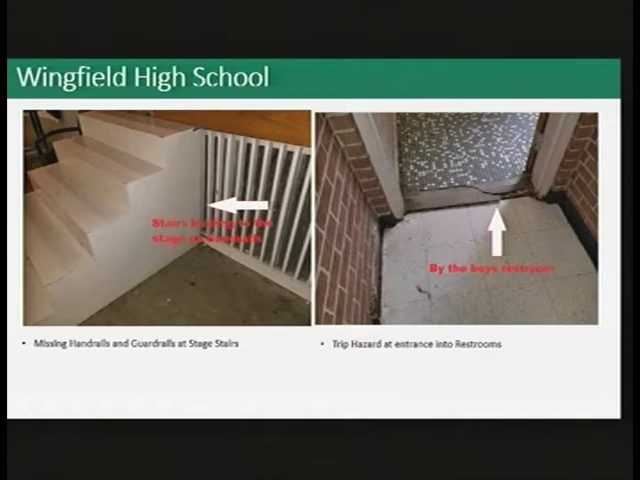 Wingfield High School
Stairs leading to the
stage
By the boys restroom
• Missing Handrails and Guardrails at Stage Stairs
• Trip Hazard at entrance into Restrooms